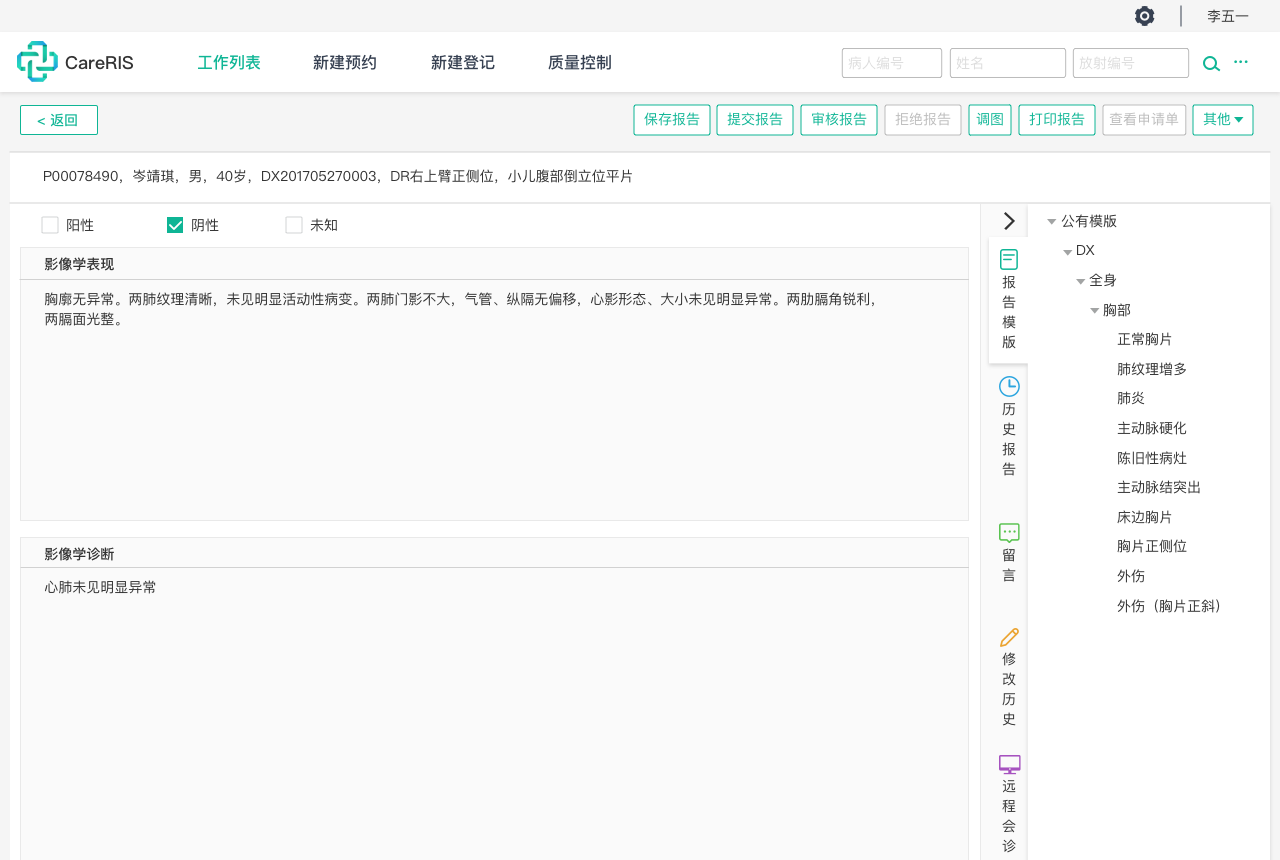 李五一
CareRIS 工作列表 新建预约 新建登记 质量控制 病人编号 姓名 放射编号
< 返回 保存报告 提交报告 审核报告 拒绝报告 调图 打印报告 查看申请单 其他
P00078490，岑靖琪，男，40岁，DX201705270003，DR右上臂正侧位，小儿腹部倒立位平片
阳性 阴性 未知
影像学表现
胸廓无异常。两肺纹理清晰，未见明显活动性病变。两肺门影不大，气管、纵隔无偏移，心影形态、大小未见明显异常。两肋膈角锐利，
两膈面光整。
影像学诊断
心肺未见明显异常
报告模版
历史报告
留言
修改历史
远程会诊
公有模版
DX
全身
胸部
正常胸片
肺纹理增多
肺炎
主动脉硬化
陈旧性病灶
主动脉结突出
床边胸片
胸片正侧位
外伤
外伤（胸片正斜）